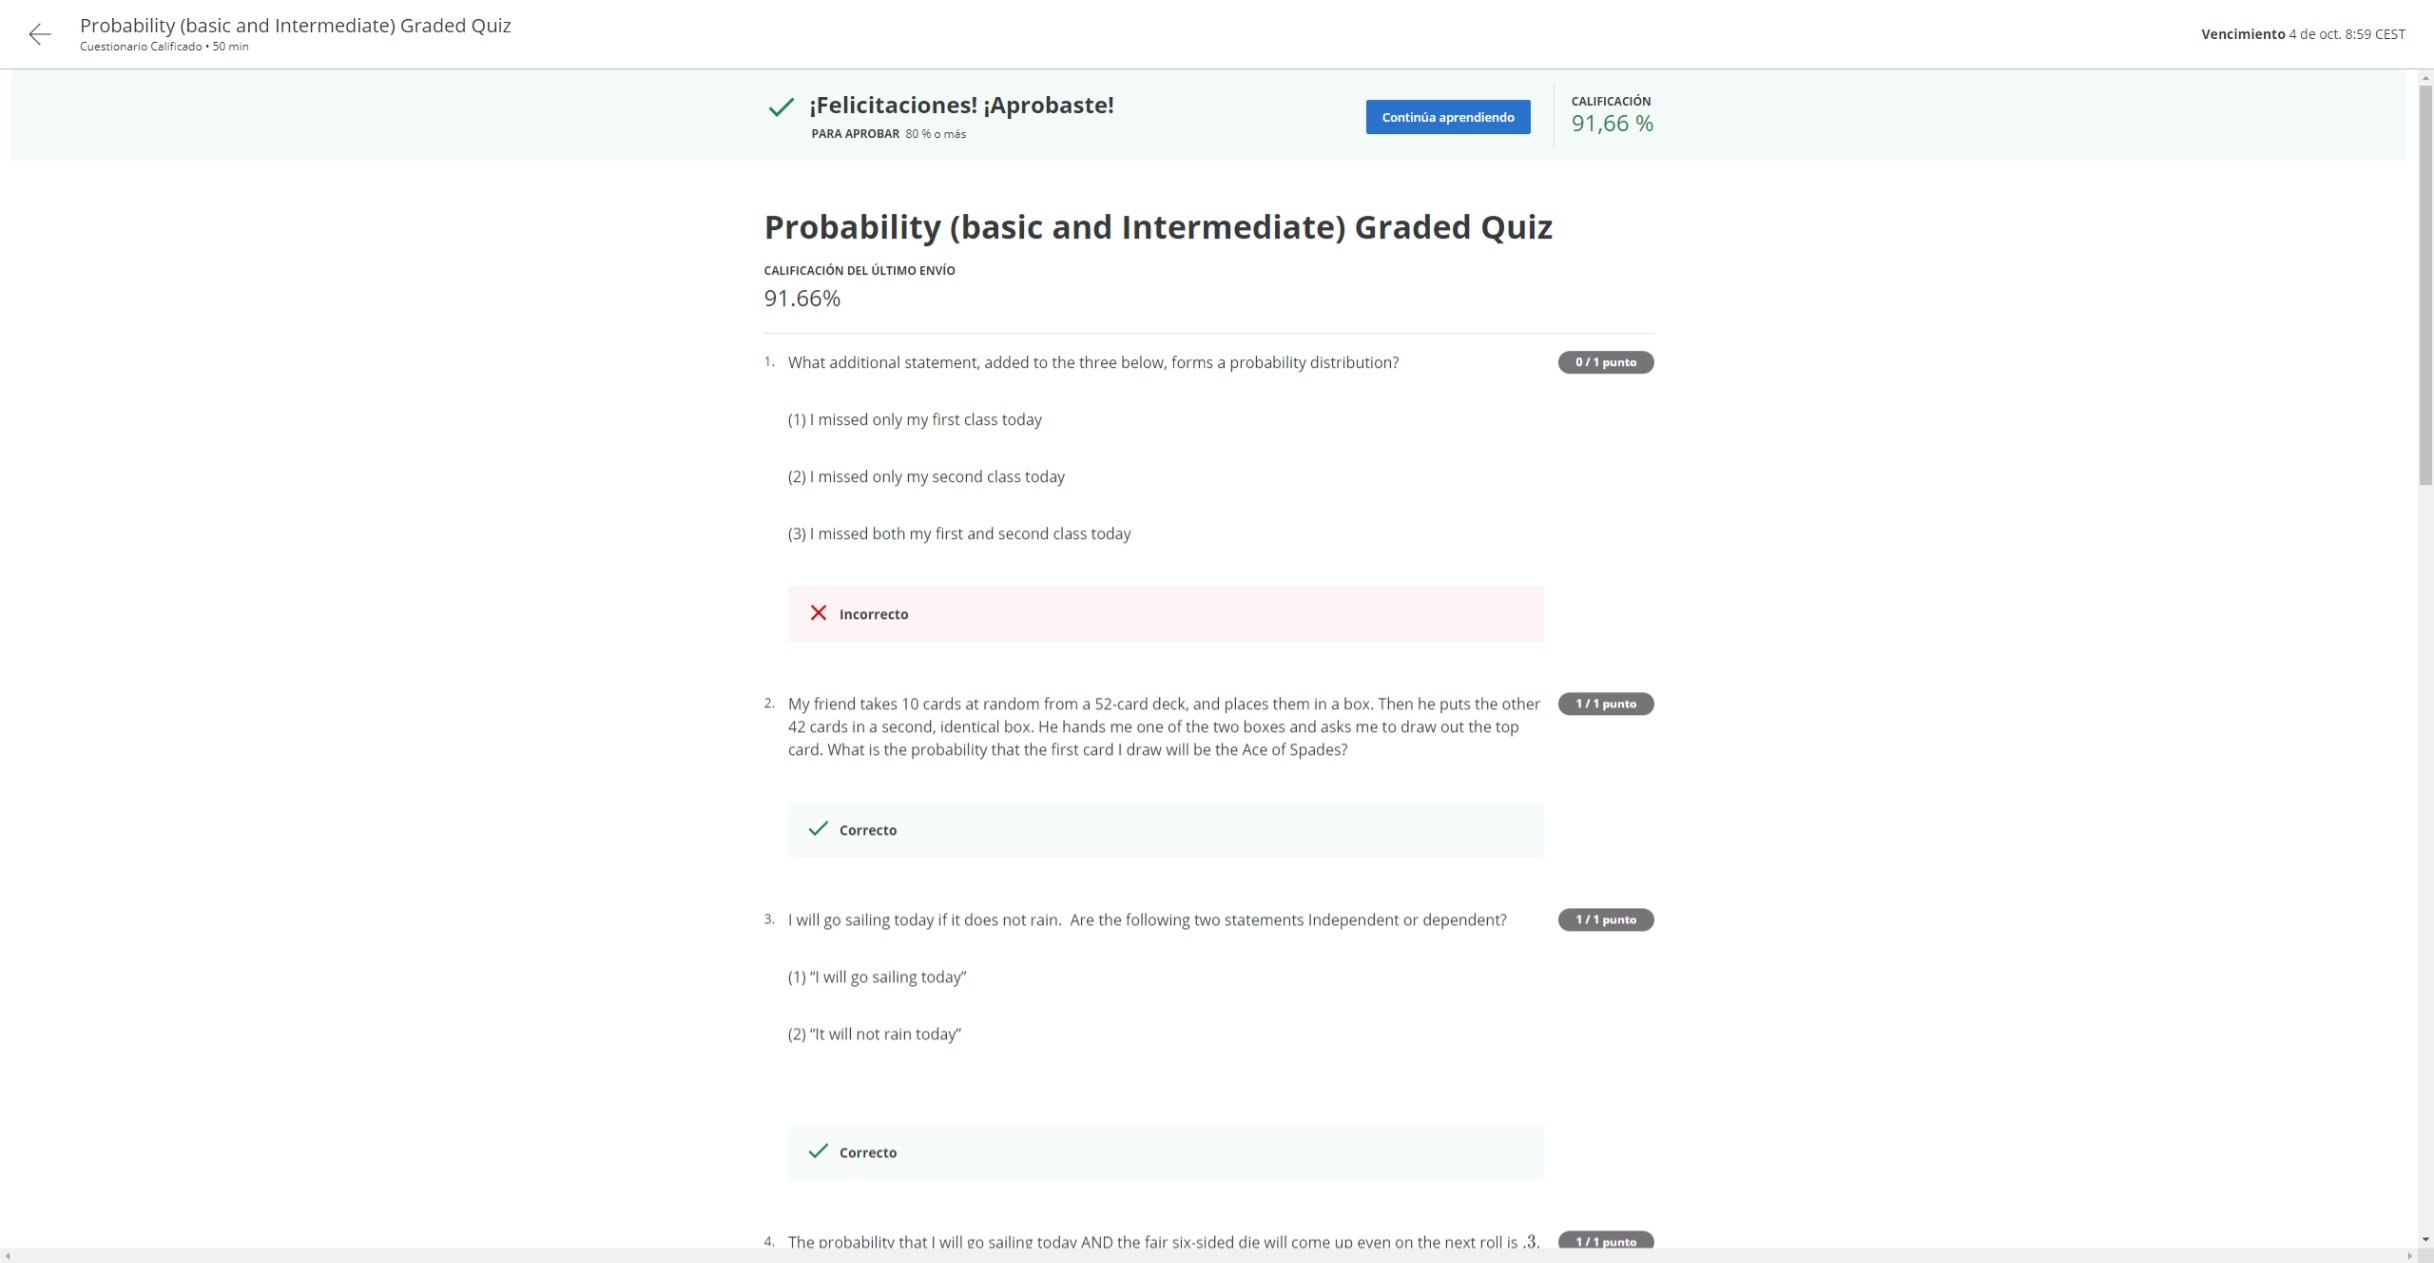 Probability (basic and Intermediate) Graded Quiz
Cuestionario Calificado • 50 min
Vencimiento 4 de oct. 8:59 CEST
¡Felicitaciones! ¡Aprobaste!
PARA APROBAR 80 % o más
Continúa aprendiendo
CALIFICACIÓN
91,66 %
Probability (basic and Intermediate) Graded Quiz
CALIFICACIÓN DEL ÚLTIMO ENVÍO
91.66%
1. What additional statement, added to the three below, forms a probability distribution?
0 / 1 punto
(1) I missed only my first class today
(2) I missed only my second class today
(3) I missed both my first and second class today
Incorrecto
2. My friend takes 10 cards at random from a 52-card deck, and places them in a box. Then he puts the other
42 cards in a second, identical box. He hands me one of the two boxes and asks me to draw out the top
card. What is the probability that the first card I draw will be the Ace of Spades?
1 / 1 punto
Correcto
3. I will go sailing today if it does not rain. Are the following two statements Independent or dependent?
1 / 1 punto
(1) “I will go sailing today”
(2) “It will not rain today”
Correcto
4. The probability that I will go sailing today AND the fair six-sided die will come up even on the next roll is .3.
1 / 1 punto